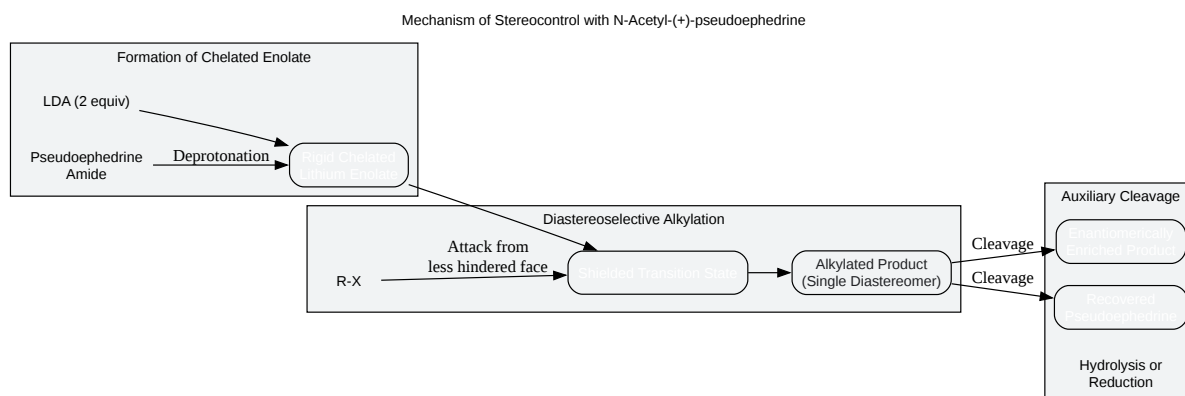 Mechanism of Stereocontrol with N-Acetyl-(+)-pseudoephedrine
Formation of Chelated Enolate
LDA (2 equiv)
Pseudoephedrine
Amide
Deprotonation
Rigid Chelated
Lithium Enolate
Diastereoselective Alkylation
R-X
Attack from
less hindered face
Shielded Transition State
Alkylated Product
(Single Diastereomer)
Cleavage
Cleavage
Auxiliary Cleavage
Enantiomerically
Enriched Product
Recovered
Pseudoephedrine
Hydrolysis or
Reduction